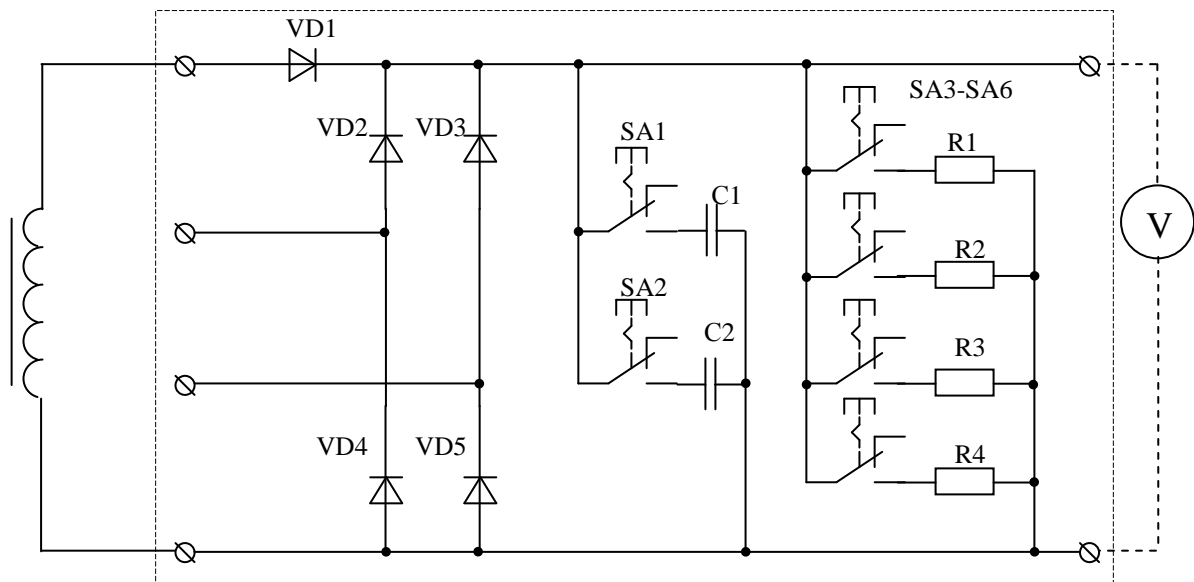 VD1
SA3-SA6
VD2
VD3
SA1
R1
C1
V
R2
SA2
C2
R3
VD4
VD5
R4